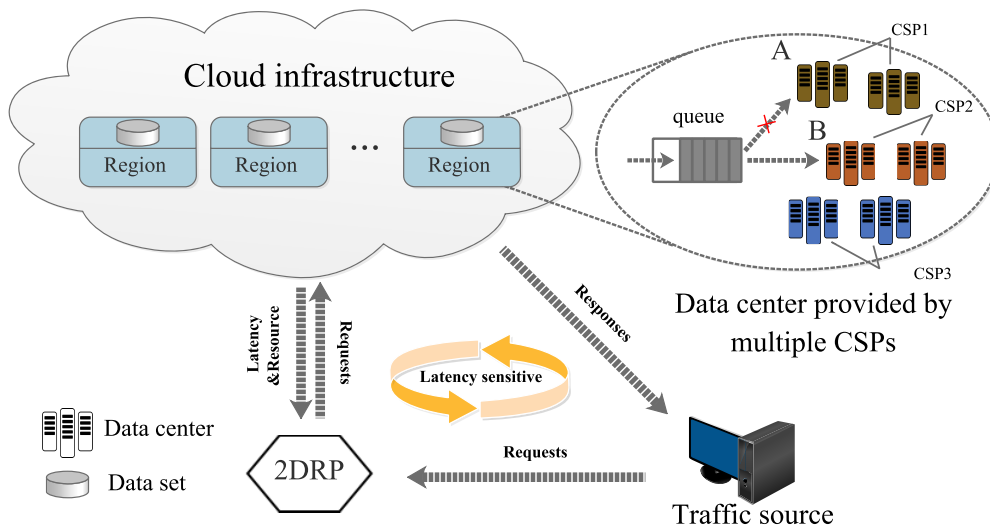 Cloud infrastructure
Region
Region
...
Region
A
CSP1
queue
B
CSP2
CSP3
Data center provided by
multiple CSPs
Latency
&Resource
Requests
Responses
Latency sensitive
Data center
Data set
2DRP
Requests
Traffic source